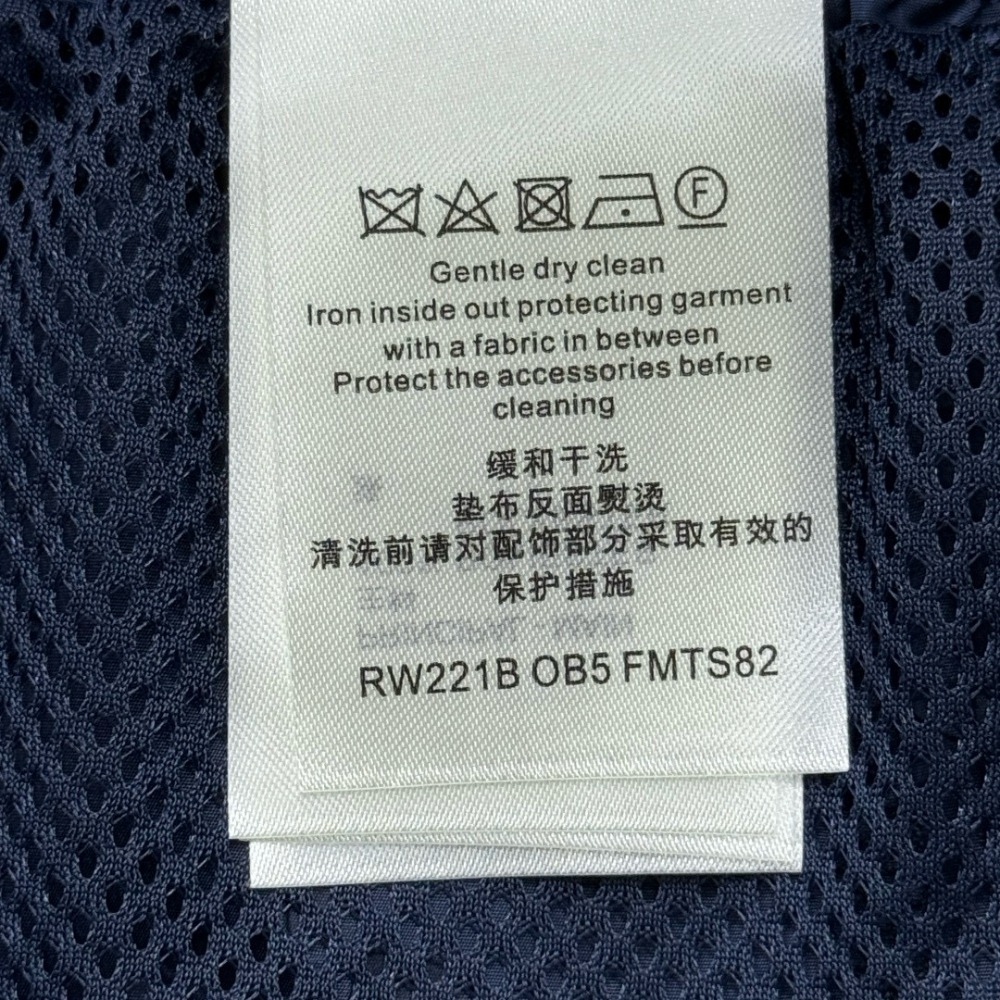 F
Gentle dry clean
Iron inside out protecting garment
with a fabric in between
Protect the accessories before
cleaning
缓和干洗
垫布反面熨烫
清洗前请对配饰部分采取有效的
保护措施
RW221B OB5 FMTS82